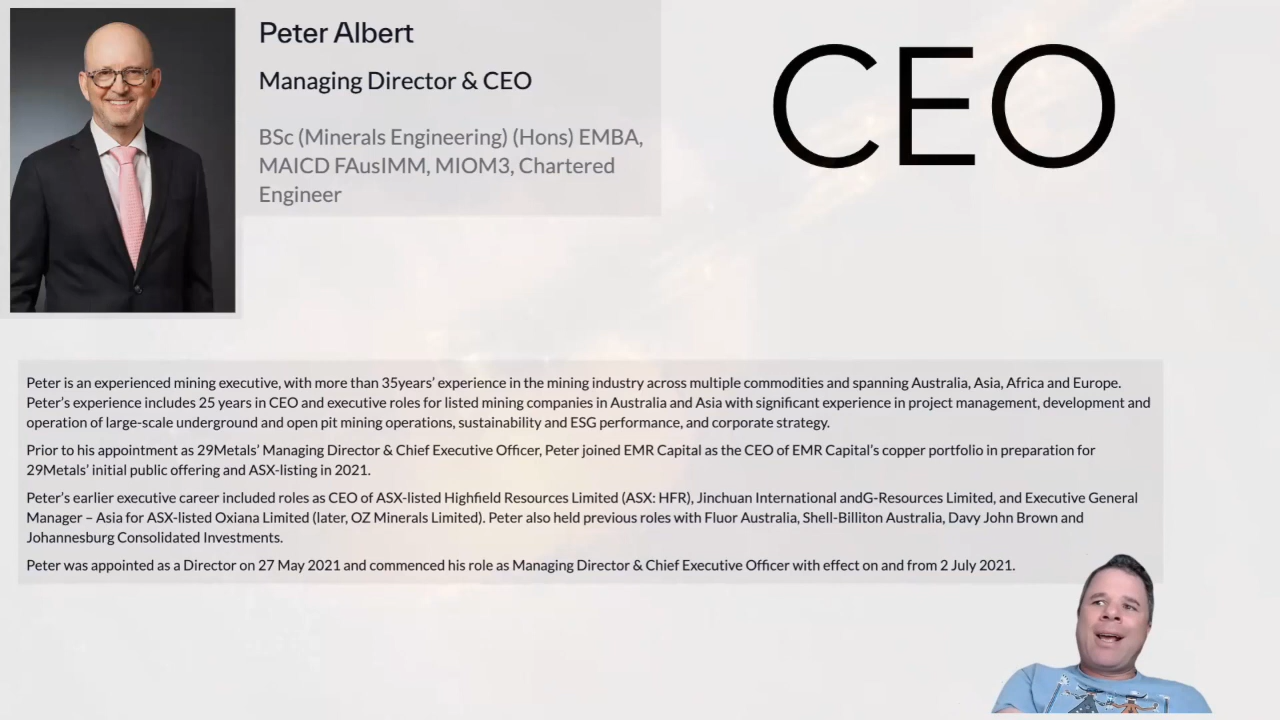 Peter Albert
Managing Director & CEO
BSc (Minerals Engineering) (Hons) EMBA,
MAICD FAusIMM, MIOM3, Chartered
Engineer
CEO
Peter is an experienced mining executive, with more than 35years' experience in the mining industry across multiple commodities and spanning Australia, Asia, Africa and Europe.
Peter's experience includes 25 years in CEO and executive roles for listed mining companies in Australia and Asia with significant experience in project management, development and
operation of large-scale underground and open pit mining operations, sustainability and ESG performance, and corporate strategy.
Prior to his appointment as 29Metals' Managing Director & Chief Executive Officer, Peter joined EMR Capital as the CEO of EMR Capital's copper portfolio in preparation for
29Metals' initial public offering and ASX-listing in 2021.
Peter's earlier executive career included roles as CEO of ASX-listed Highfield Resources Limited (ASX: HFR), Jinchuan International andG-Resources Limited, and Executive General
Manager – Asia for ASX-listed Oxiana Limited (later, OZ Minerals Limited). Peter also held previous roles with Fluor Australia, Shell-Billiton Australia, Davy John Brown and
Johannesburg Consolidated Investments.
Peter was appointed as a Director on 27 May 2021 and commenced his role as Managing Director & Chief Executive Officer with effect on and from 2 July 2021.